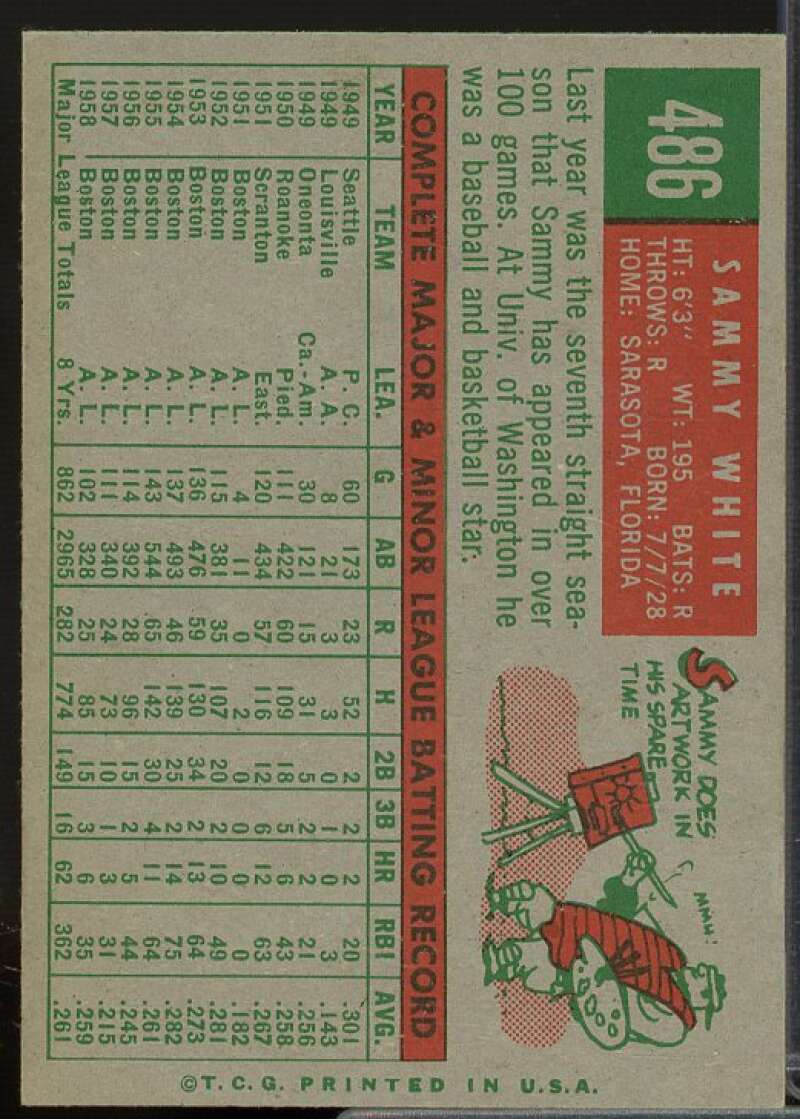 486
SAMMY WHITE
HT: 6'3" WT: 195 BATS: R
THROWS: R BORN: 7/7/28
HOME: SARASOTA, FLORIDA
Last year was the seventh straight sea-
son that Sammy has appeared in over
100 games. At Univ. of Washington he
was a baseball and basketball star.
SAMMY DOES
ARTWORK IN
HIS SPARE
TIME
MMM!
COMPLETE MAJOR & MINOR LEAGUE BATTING RECORD
YEAR TEAM LEA. G AB R H 2B 3B HR RBI AVG.
1949 Seattle P. C. 60 173 23 52 2 2 2 20 .301
1949 Louisville A. A. 8 21 3 3 0 1 0 3 .143
1949 Oneonta Ca.-Am. 30 121 15 31 5 2 2 21 .256
1950 Roanoke Pied. 111 422 60 109 18 5 6 43 .258
1951 Scranton East. 120 434 57 116 12 6 12 63 .267
1951 Boston A. L. 4 11 0 2 0 0 0 0 .182
1952 Boston A. L. 115 381 35 107 20 2 10 49 .281
1953 Boston A. L. 136 476 59 130 34 2 13 64 .273
1954 Boston A. L. 137 493 46 139 25 2 14 75 .282
1955 Boston A. L. 143 544 65 142 30 4 11 64 .261
1956 Boston A. L. 114 392 28 96 15 2 5 44 .245
1957 Boston A. L. 111 340 24 73 10 1 3 31 .215
1958 Boston A. L. 102 328 25 85 15 3 6 35 .259
Major League Totals 8 Yrs. 862 2965 282 774 149 16 62 362 .261
©T.C.G. PRINTED IN U.S.A.